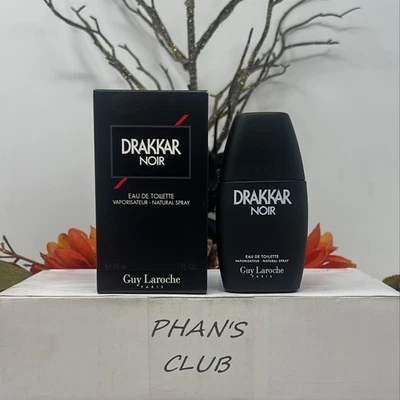 DRAKKAR
NOIR
EAU DE TOILETTE
VAPORISATEUR - NATURAL SPRAY
Guy Laroche
PARIS
DRAKKAR
NOIR
EAU DE TOILETTE
VAPORISATEUR - NATURAL SPRAY
Guy Laroche
PARIS
PHAN'S
CLUB